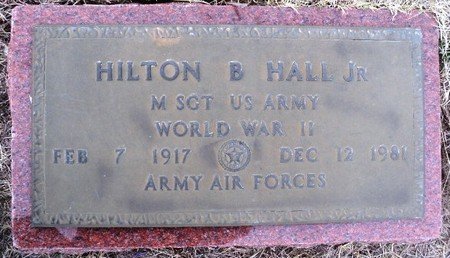 HILTON B HALL JR
M SGT US ARMY
WORLD WAR II
FEB 7 1917 DEC 12 1981
ARMY AIR FORCES